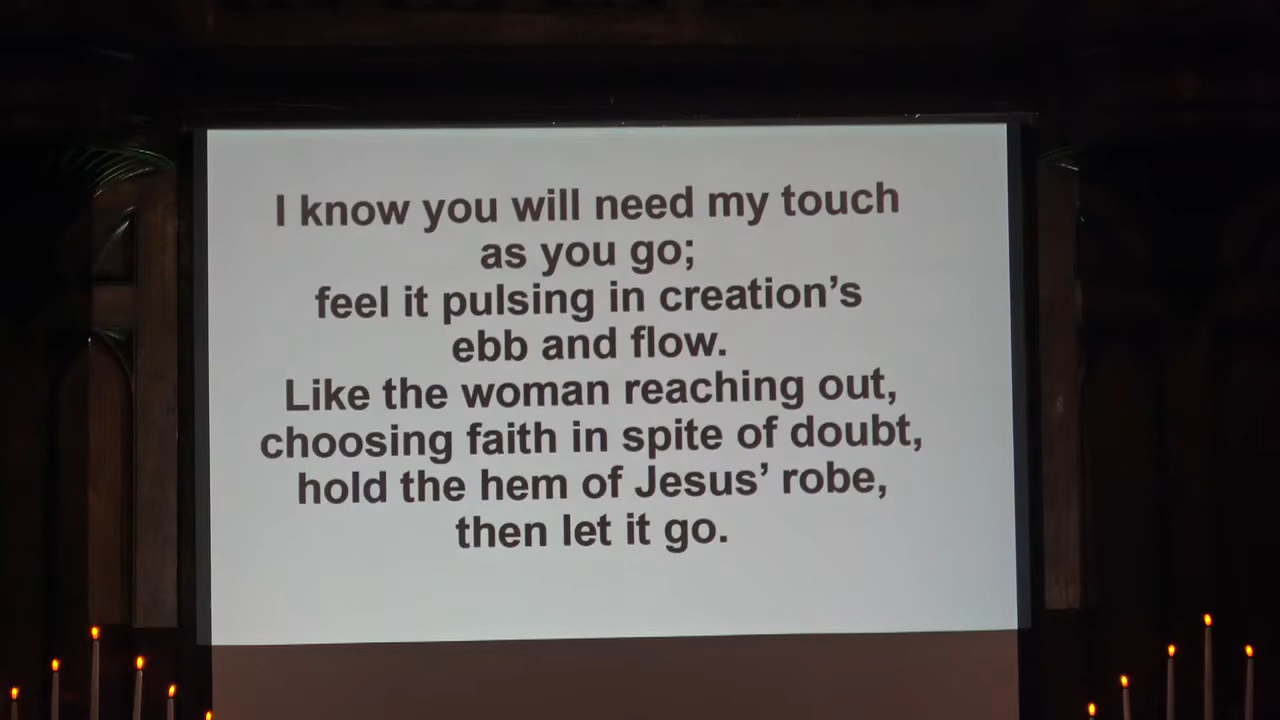 I know you will need my touch
as you go;
feel it pulsing in creation’s
ebb and flow.
Like the woman reaching out,
choosing faith in spite of doubt,
hold the hem of Jesus’ robe,
then let it go.